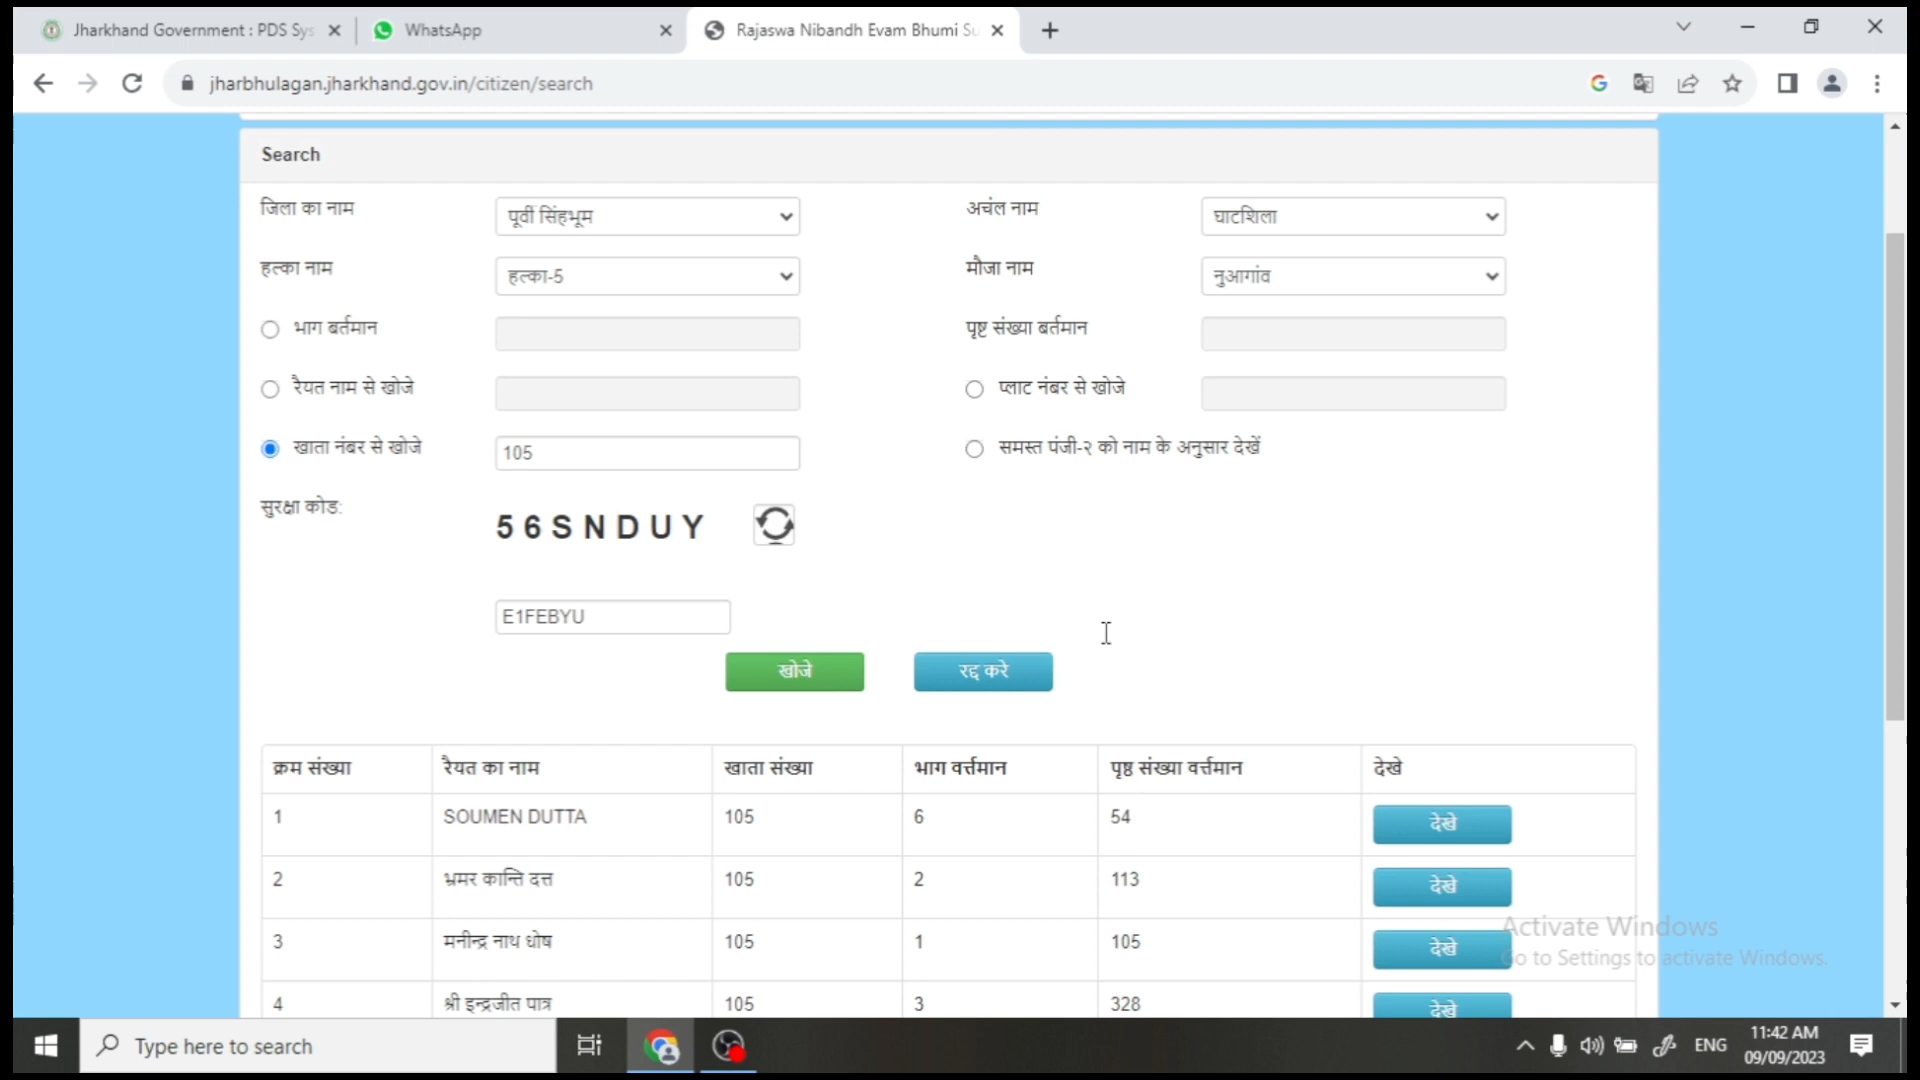 Jharkhand Government : PDS Sys
WhatsApp
Rajaswa Nibandh Evam Bhumi Su
jharbhulagan.jharkhand.gov.in/citizen/search
Search
जिला का नाम पूर्वी सिंहभूम अचंल नाम घाटशिला
हल्का नाम हल्का-5 मौजा नाम नुआगांव
भाग बर्तमान पृष्ट संख्या बर्तमान
रैयत नाम से खोजे प्लाट नंबर से खोजे
खाता नंबर से खोजे 105 समस्त पंजी-२ को नाम के अनुसार देखें
सुरक्षा कोड:
5 6 S N D U Y
E1FEBYU
खोजे रद्द करे
क्रम संख्या रैयत का नाम खाता संख्या भाग वर्त्तमान पृष्ठ संख्या वर्त्तमान देखे
1 SOUMEN DUTTA 105 6 54 देखे
2 भ्रमर कान्ति दत्त 105 2 113 देखे
3 मनीन्द्र नाथ धोष 105 1 105 देखे
4 श्री इन्द्रजीत पात्र 105 3 328 देखे
Activate Windows
Go to Settings to activate Windows.
Type here to search
ENG
11:42 AM
09/09/2023